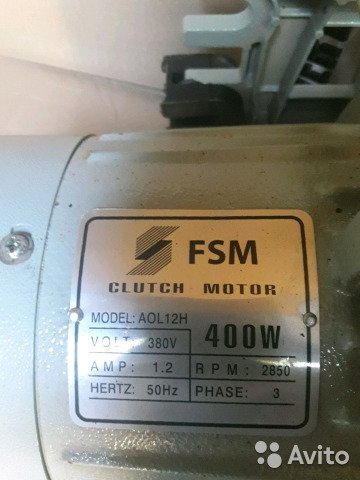 FSM
CLUTCH MOTOR
MODEL: AOL12H
VOLT: 380V
400W
AMP: 1.2 RPM: 2850
HERTZ: 50Hz PHASE: 3
Avito